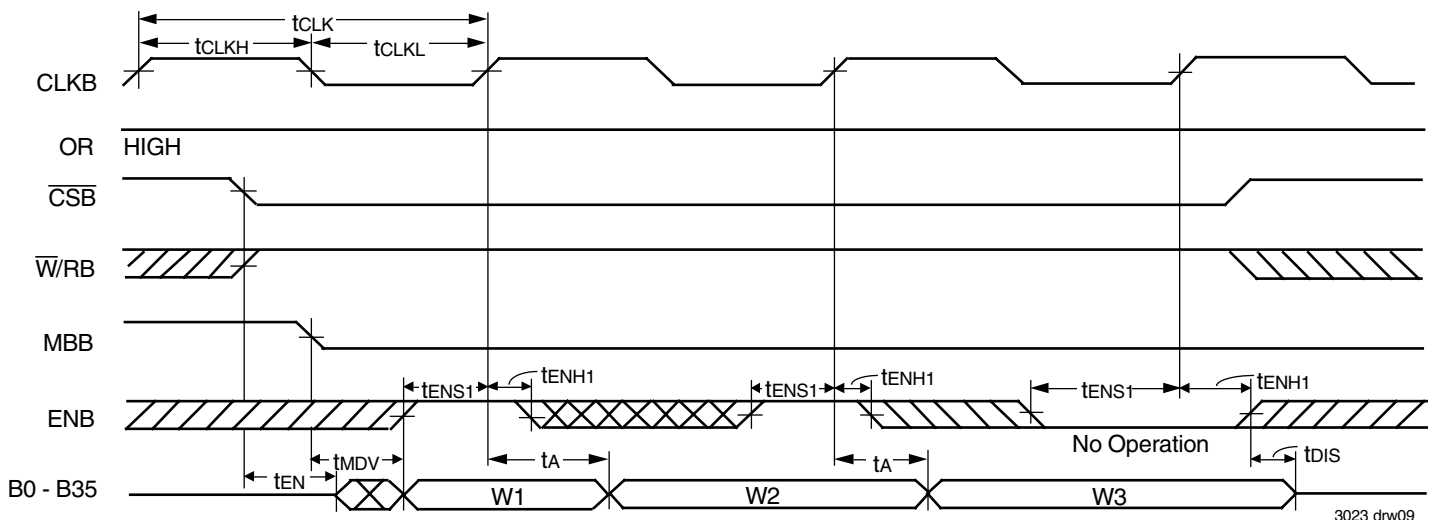 tCLK
tCLKH
tCLKL
CLKB
OR HIGH
CSB
W/RB
MBB
tENS1
tENH1
tENS1
tENH1
tENS1
tENH1
ENB
No Operation
tMDV
tEN
tA
tA
tDIS
B0 - B35
W1
W2
W3
3023 drw09